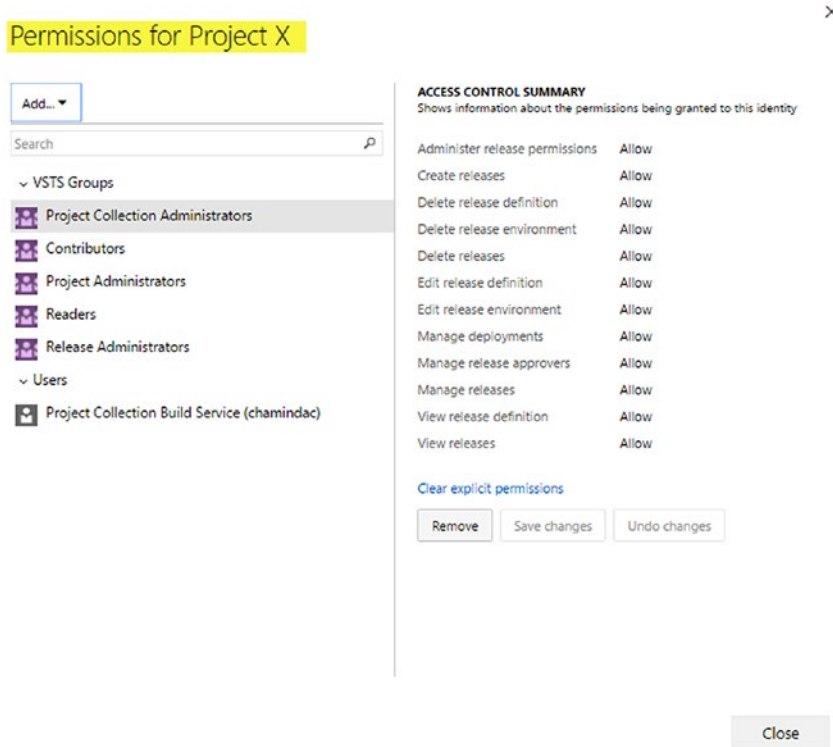 Permissions for Project X
Add...
Search
VSTS Groups
Project Collection Administrators
Contributors
Project Administrators
Readers
Release Administrators
Users
Project Collection Build Service (chamindac)
ACCESS CONTROL SUMMARY
Shows information about the permissions being granted to this identity
Administer release permissions Allow
Create releases Allow
Delete release definition Allow
Delete release environment Allow
Delete releases Allow
Edit release definition Allow
Edit release environment Allow
Manage deployments Allow
Manage release approvers Allow
Manage releases Allow
View release definition Allow
View releases Allow
Clear explicit permissions
Remove Save changes Undo changes
Close